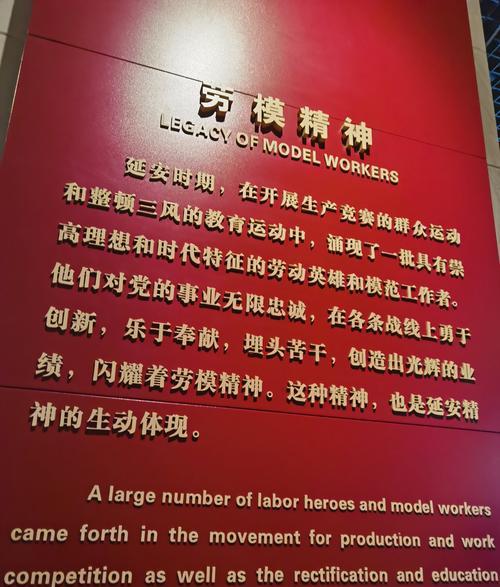 劳模精神
LEGACY OF MODEL WORKERS
延安时期，在开展生产竞赛的群众运动
和整顿三风的教育运动中，涌现了一批具有崇
高理想和时代特征的劳动英雄和模范工作者。
他们对党的事业无限忠诚，在各条战线上勇于
创新，乐于奉献，埋头苦干，创造出光辉的业
绩，闪耀着劳模精神。这种精神，也是延安精
神的生动体现。
A large number of labor heroes and model workers
came forth in the movement for production and work
competition as well as the rectification and education